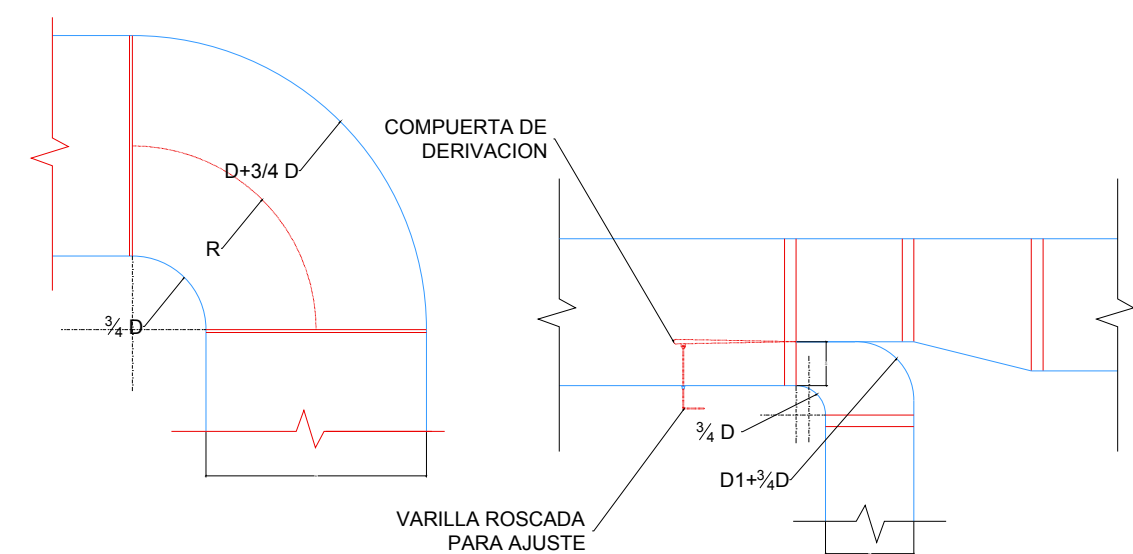 COMPUERTA DE
DERIVACION
D+3/4 D
R
¾ D
¾ D
D1+¾D
VARILLA ROSCADA
PARA AJUSTE